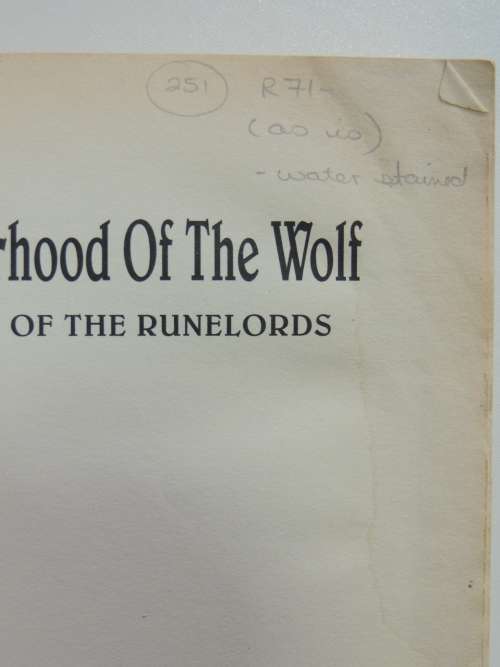 251 R71-
(as is)
- water stained
rhood Of The Wolf
OF THE RUNELORDS